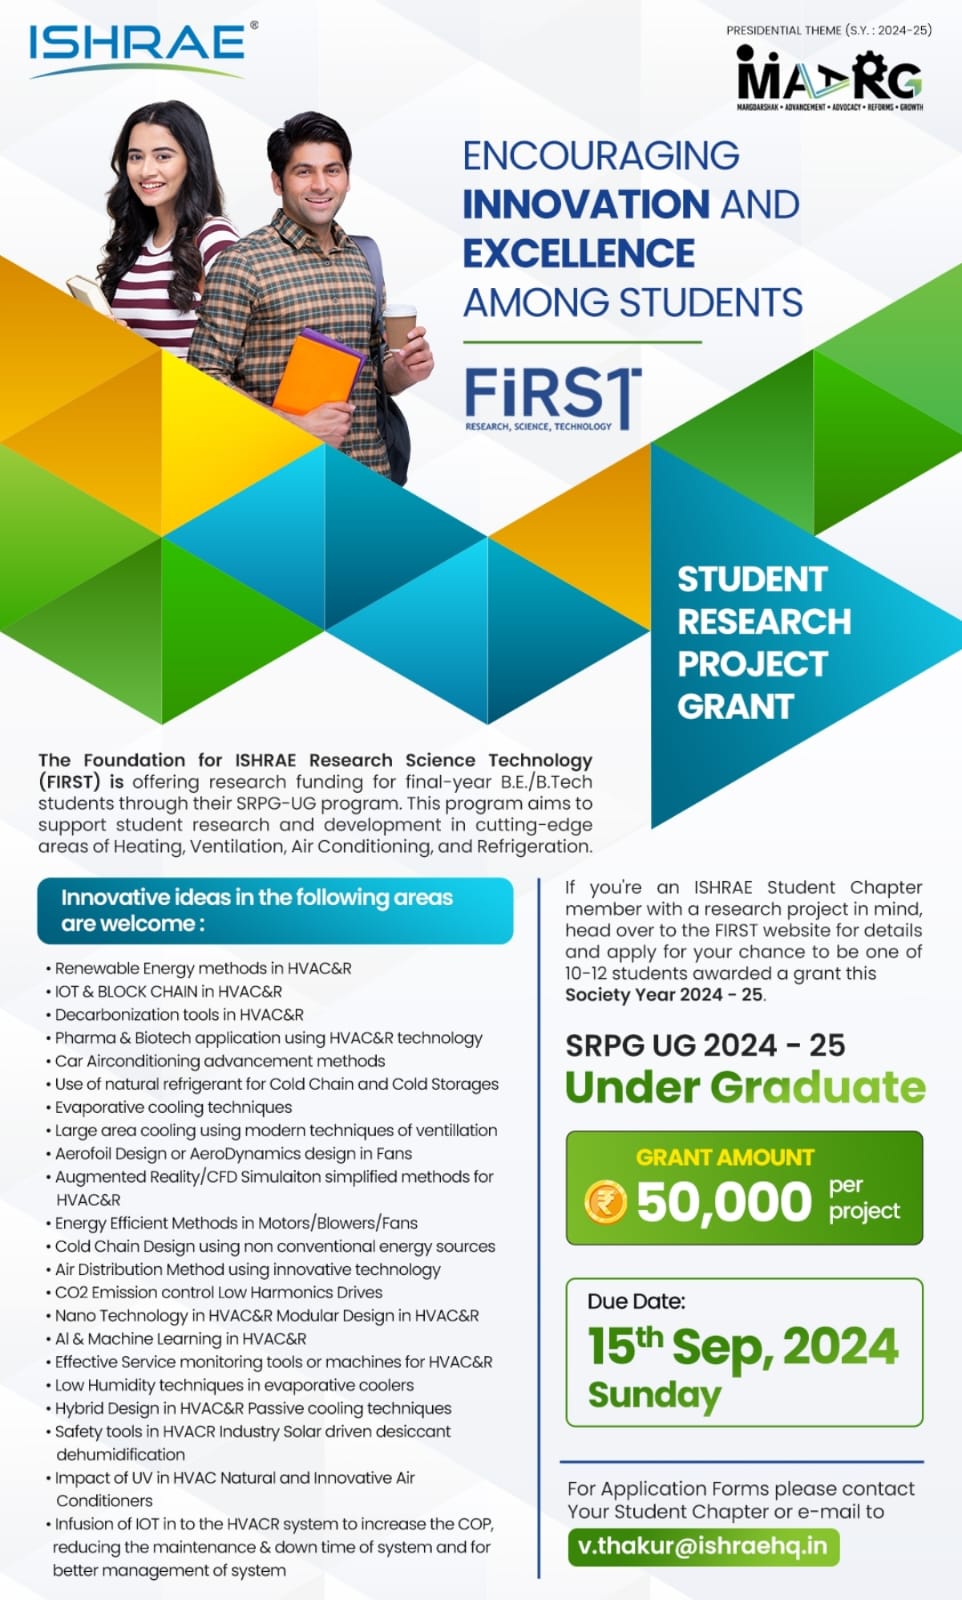 ISHRAE®
PRESIDENTIAL THEME (S.Y. : 2024-25)
MAARG
MARGDARSHAK • ADVANCEMENT • ADVOCACY • REFORMS • GROWTH
ENCOURAGING
INNOVATION AND
EXCELLENCE
AMONG STUDENTS
FiRST
RESEARCH, SCIENCE, TECHNOLOGY
STUDENT
RESEARCH
PROJECT
GRANT
The Foundation for ISHRAE Research Science Technology
(FIRST) is offering research funding for final-year B.E./B.Tech
students through their SRPG-UG program. This program aims to
support student research and development in cutting-edge
areas of Heating, Ventilation, Air Conditioning, and Refrigeration.
Innovative ideas in the following areas
are welcome :
• Renewable Energy methods in HVAC&R
• IOT & BLOCK CHAIN in HVAC&R
• Decarbonization tools in HVAC&R
• Pharma & Biotech application using HVAC&R technology
• Car Airconditioning advancement methods
• Use of natural refrigerant for Cold Chain and Cold Storages
• Evaporative cooling techniques
• Large area cooling using modern techniques of ventillation
• Aerofoil Design or AeroDynamics design in Fans
• Augmented Reality/CFD Simulaiton simplified methods for
HVAC&R
• Energy Efficient Methods in Motors/Blowers/Fans
• Cold Chain Design using non conventional energy sources
• Air Distribution Method using innovative technology
• CO2 Emission control Low Harmonics Drives
• Nano Technology in HVAC&R Modular Design in HVAC&R
• AI & Machine Learning in HVAC&R
• Effective Service monitoring tools or machines for HVAC&R
• Low Humidity techniques in evaporative coolers
• Hybrid Design in HVAC&R Passive cooling techniques
• Safety tools in HVACR Industry Solar driven desiccant
dehumidification
• Impact of UV in HVAC Natural and Innovative Air
Conditioners
• Infusion of IOT in to the HVACR system to increase the COP,
reducing the maintenance & down time of system and for
better management of system
If you're an ISHRAE Student Chapter
member with a research project in mind,
head over to the FIRST website for details
and apply for your chance to be one of
10-12 students awarded a grant this
Society Year 2024 - 25.
SRPG UG 2024 - 25
Under Graduate
GRANT AMOUNT
₹ 50,000 per
project
Due Date:
15th Sep, 2024
Sunday
For Application Forms please contact
Your Student Chapter or e-mail to
v.thakur@ishraehq.in